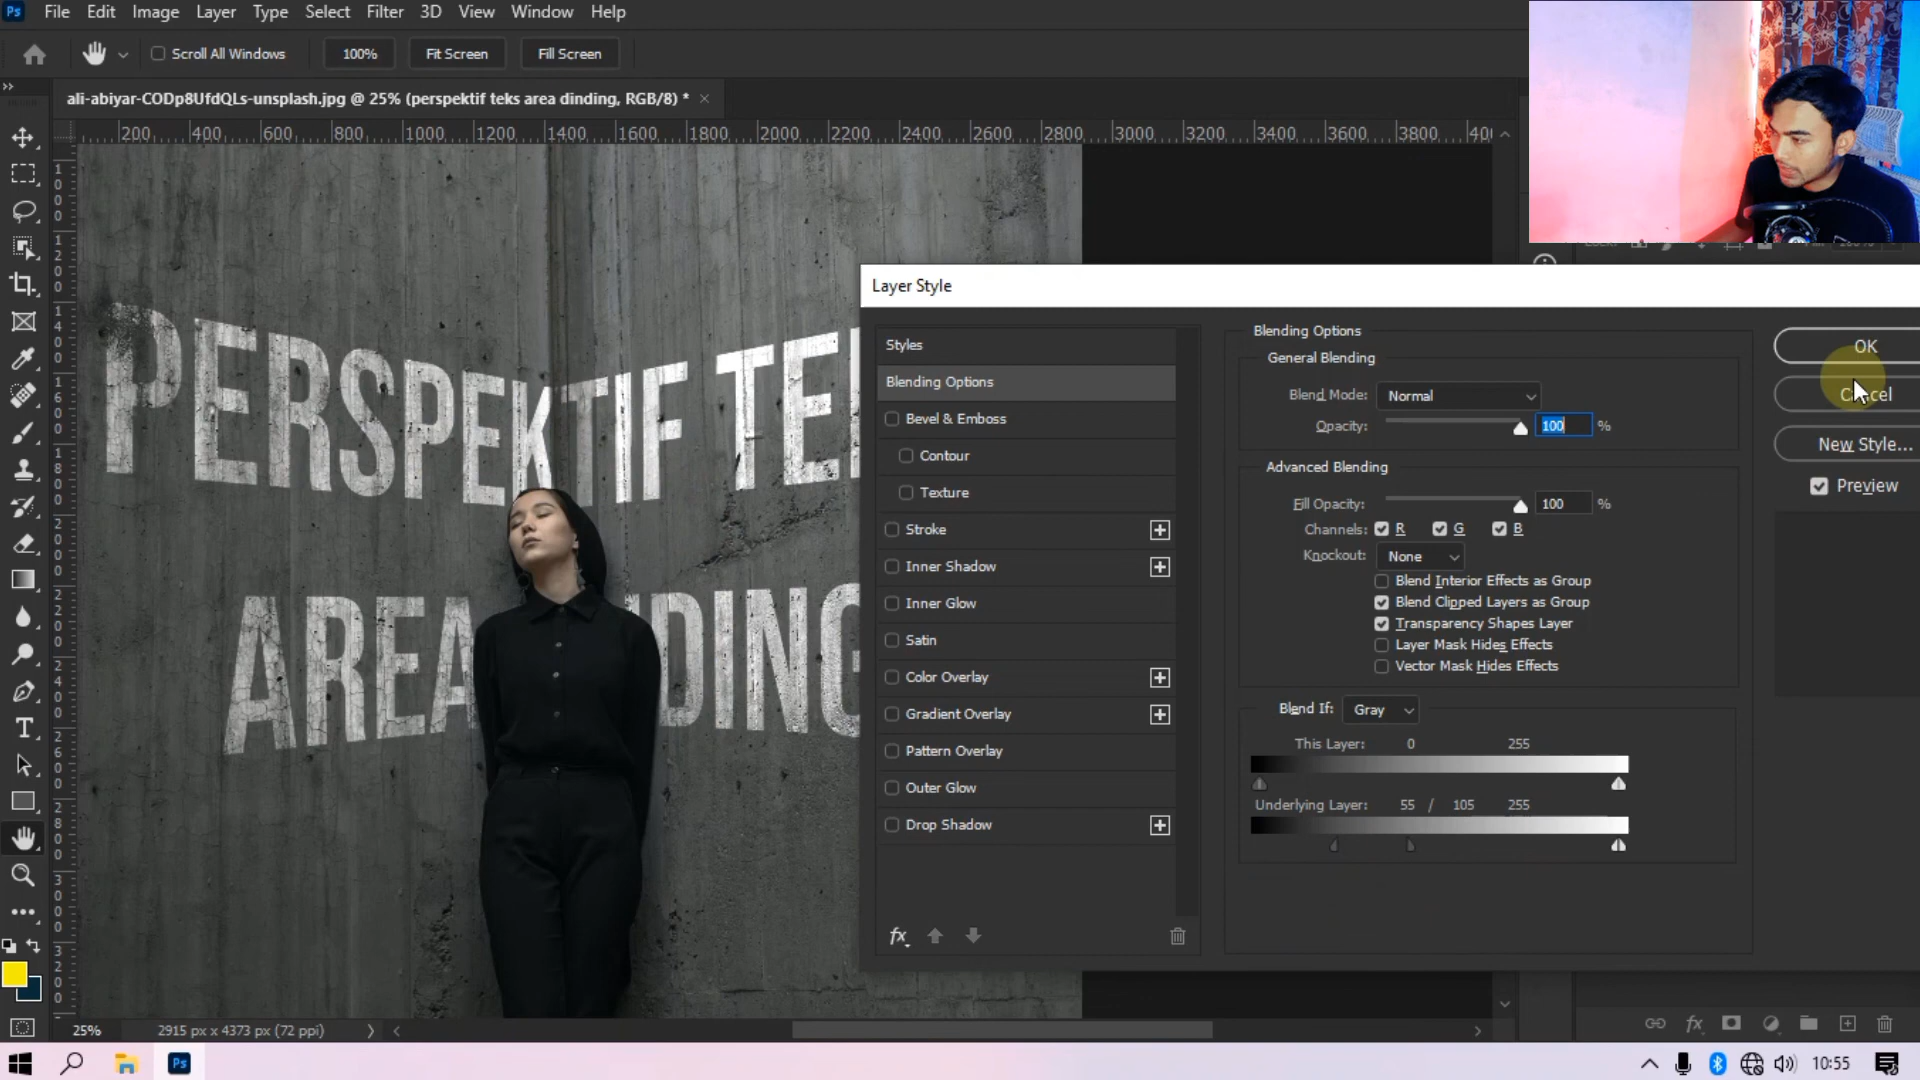 Ps File Edit Image Layer Type Select Filter 3D View Window Help
Scroll All Windows 100% Fit Screen Fill Screen
ali-abiyar-CODp8UfdQLs-unsplash.jpg @ 25% (perspektif teks area dinding, RGB/8) *
200 400 600 800 1000 1200 1400 1600 1800 2000 2200 2400 2600 2800 3000 3200 3400 3600 3800
PERSPEKTIF TE
AREA DING
Layer Style
Styles
Blending Options
Bevel & Emboss
Contour
Texture
Stroke
Inner Shadow
Inner Glow
Satin
Color Overlay
Gradient Overlay
Pattern Overlay
Outer Glow
Drop Shadow
fx
Blending Options
General Blending
Blend Mode: Normal
Opacity: 100 %
Advanced Blending
Fill Opacity: 100 %
Channels: R G B
Knockout: None
Blend Interior Effects as Group
Blend Clipped Layers as Group
Transparency Shapes Layer
Layer Mask Hides Effects
Vector Mask Hides Effects
Blend If: Gray
This Layer: 0 255
Underlying Layer: 55 / 105 255
OK
Cancel
New Style...
Preview
25% 2915 px x 4373 px (72 ppi)
fx
Ps
10:55